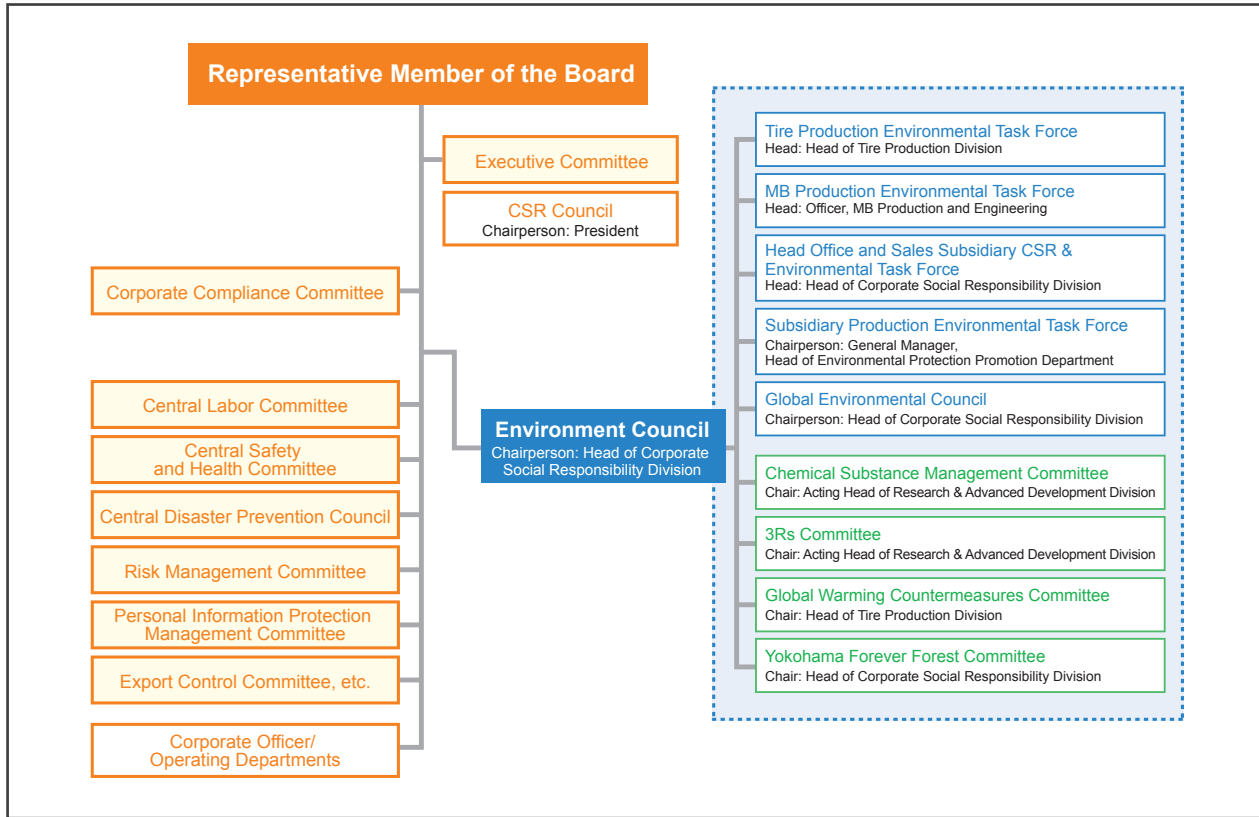 Representative Member of the Board
Executive Committee
CSR Council
Chairperson: President
Corporate Compliance Committee
Central Labor Committee
Central Safety
and Health Committee
Central Disaster Prevention Council
Risk Management Committee
Personal Information Protection
Management Committee
Export Control Committee, etc.
Corporate Officer/
Operating Departments
Environment Council
Chairperson: Head of Corporate
Social Responsibility Division
Tire Production Environmental Task Force
Head: Head of Tire Production Division
MB Production Environmental Task Force
Head: Officer, MB Production and Engineering
Head Office and Sales Subsidiary CSR &
Environmental Task Force
Head: Head of Corporate Social Responsibility Division
Subsidiary Production Environmental Task Force
Chairperson: General Manager,
Head of Environmental Protection Promotion Department
Global Environmental Council
Chairperson: Head of Corporate Social Responsibility Division
Chemical Substance Management Committee
Chair: Acting Head of Research & Advanced Development Division
3Rs Committee
Chair: Acting Head of Research & Advanced Development Division
Global Warming Countermeasures Committee
Chair: Head of Tire Production Division
Yokohama Forever Forest Committee
Chair: Head of Corporate Social Responsibility Division